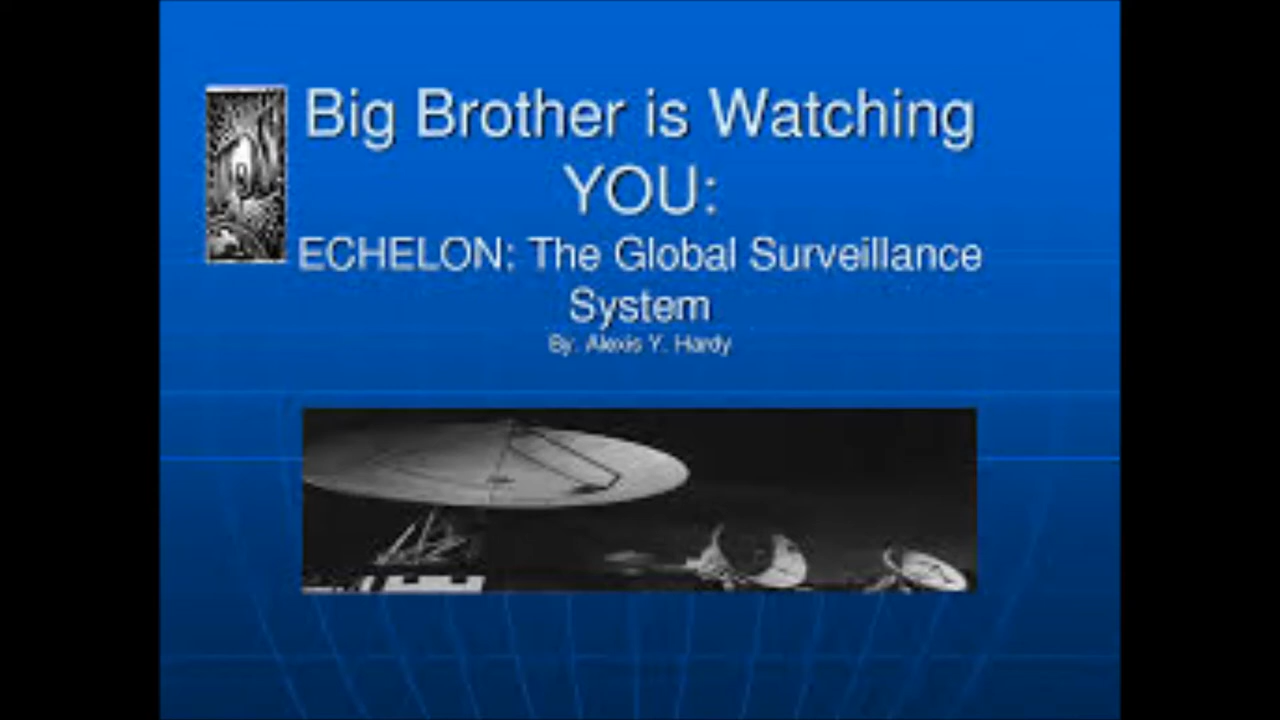 Big Brother is Watching
YOU:
ECHELON: The Global Surveillance
System
By. Alexis Y. Hardy